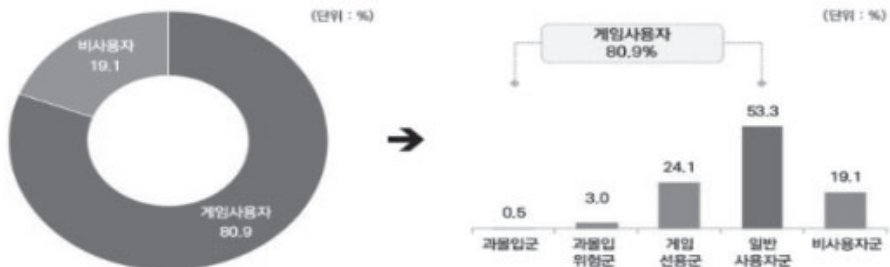 (단위 : %)
비사용자
19.1
게임사용자
80.9
(단위 : %)
게임사용자
80.9%
0.5
3.0
24.1
53.3
19.1
과몰입군
과몰입
위험군
게임
선용군
일반
사용자군
비사용자군